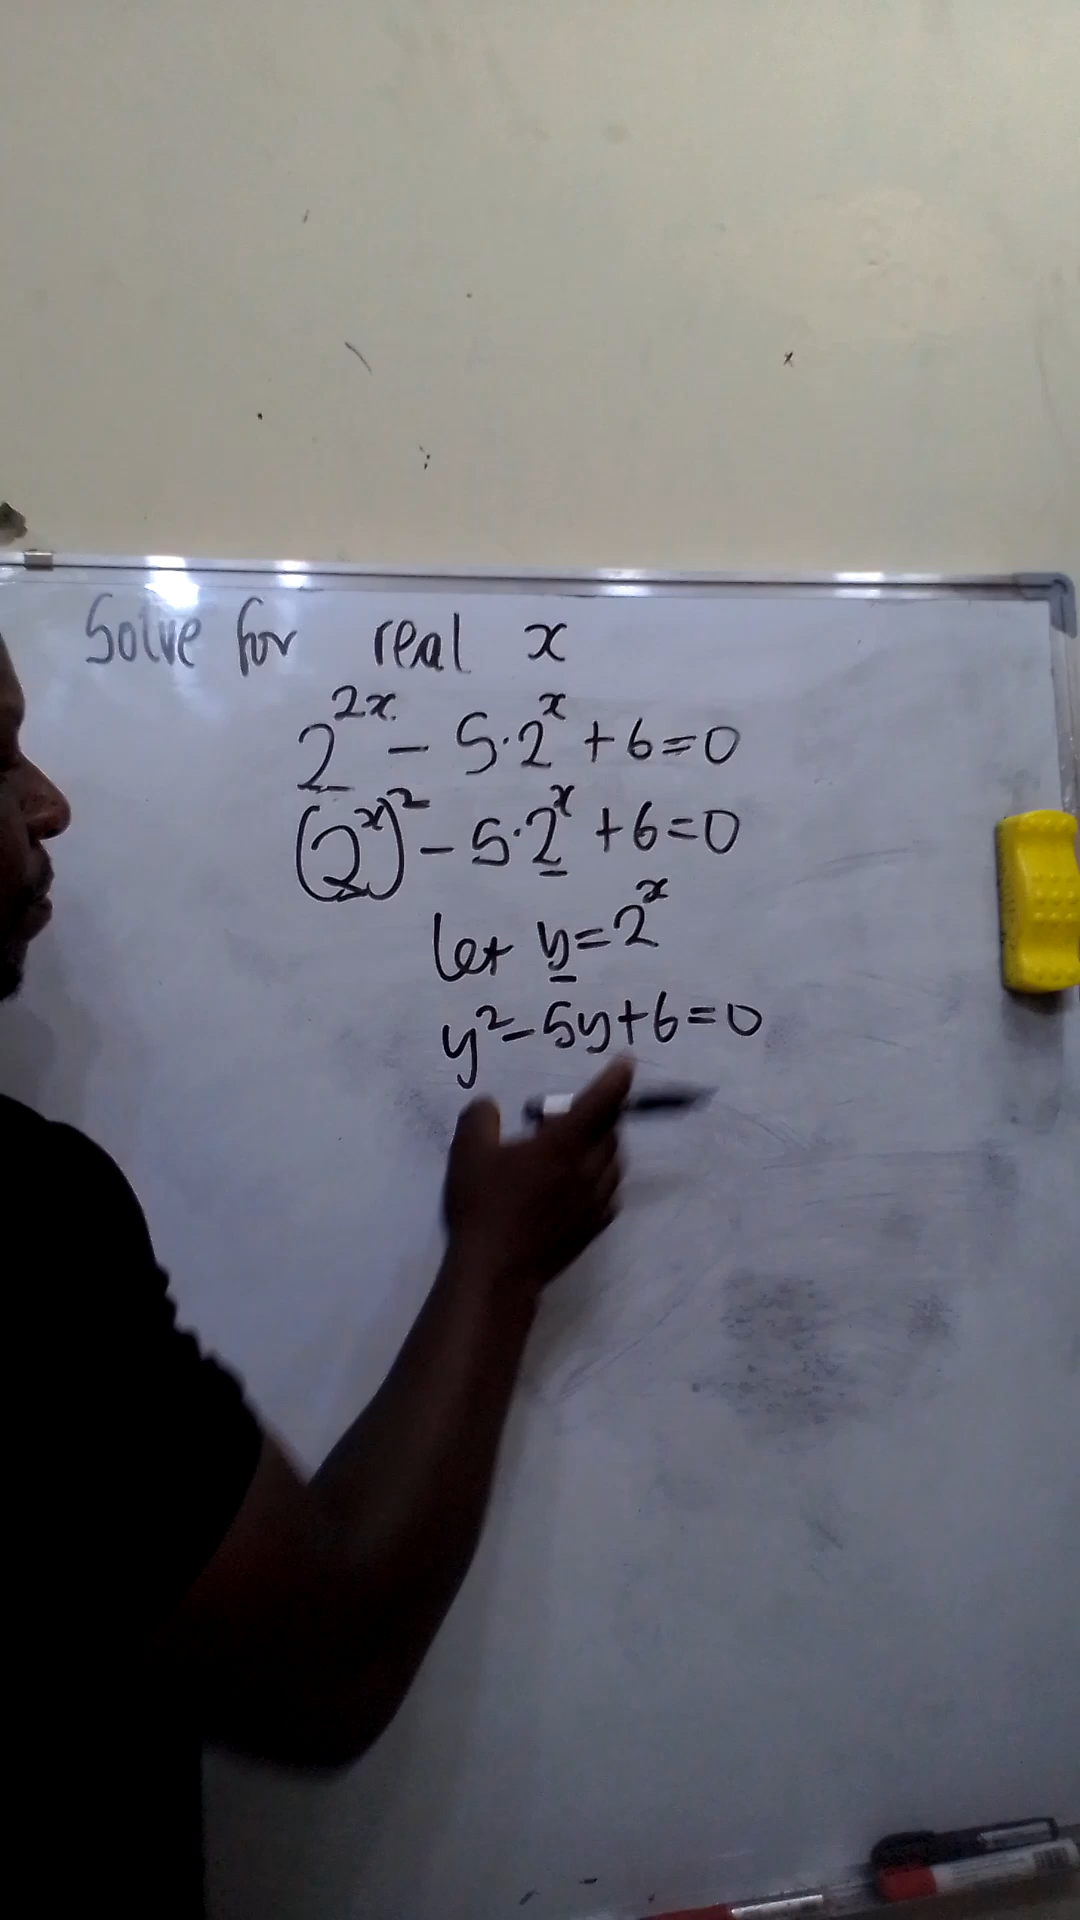 Solve for real x
2^{2x} - 5·2^x + 6 = 0
(2^x)^2 - 5·2^x + 6 = 0
let y = 2^x
y^2 - 5y + 6 = 0